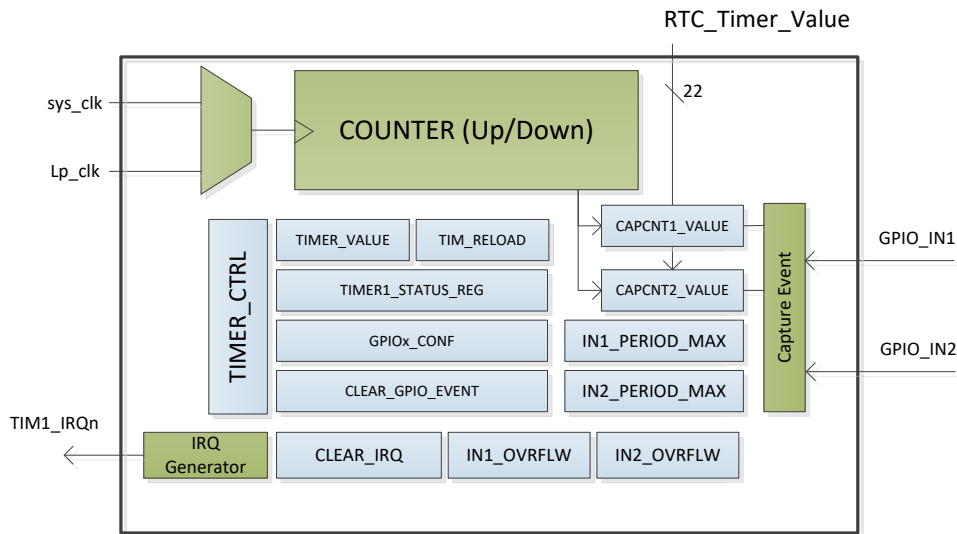 RTC_Timer_Value
22
sys_clk
COUNTER (Up/Down)
Lp_clk
TIMER_CTRL
TIMER_VALUE
TIM_RELOAD
CAPCNT1_VALUE
Capture Event
GPIO_IN1
TIMER1_STATUS_REG
CAPCNT2_VALUE
GPIOx_CONF
IN1_PERIOD_MAX
GPIO_IN2
CLEAR_GPIO_EVENT
IN2_PERIOD_MAX
TIM1_IRQn
IRQ
Generator
CLEAR_IRQ
IN1_OVRFLW
IN2_OVRFLW